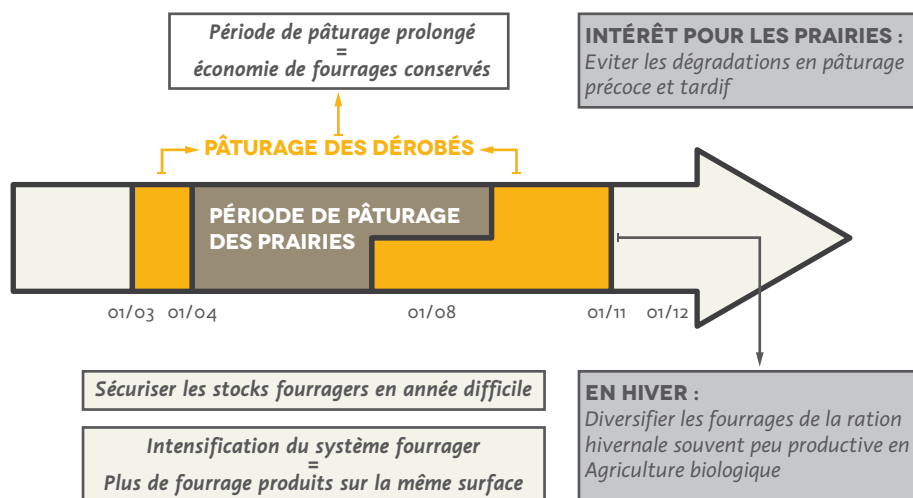 Période de pâturage prolongé
=
économie de fourrages conservés
INTÉRÊT POUR LES PRAIRIES :
Eviter les dégradations en pâturage
précoce et tardif
PÂTURAGE DES DÉROBÉS
PÉRIODE DE PÂTURAGE
DES PRAIRIES
01/03 01/04 01/08 01/11 01/12
Sécuriser les stocks fourragers en année difficile
Intensification du système fourrager
=
Plus de fourrage produits sur la même surface
EN HIVER :
Diversifier les fourrages de la ration
hivernale souvent peu productive en
Agriculture biologique